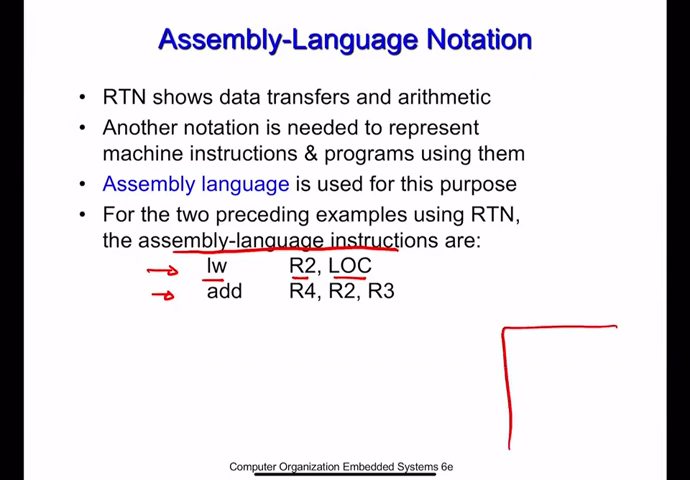 Assembly-Language Notation
• RTN shows data transfers and arithmetic
• Another notation is needed to represent
machine instructions & programs using them
• Assembly language is used for this purpose
• For the two preceding examples using RTN,
the assembly-language instructions are:
lw R2, LOC
add R4, R2, R3
Computer Organization Embedded Systems 6e